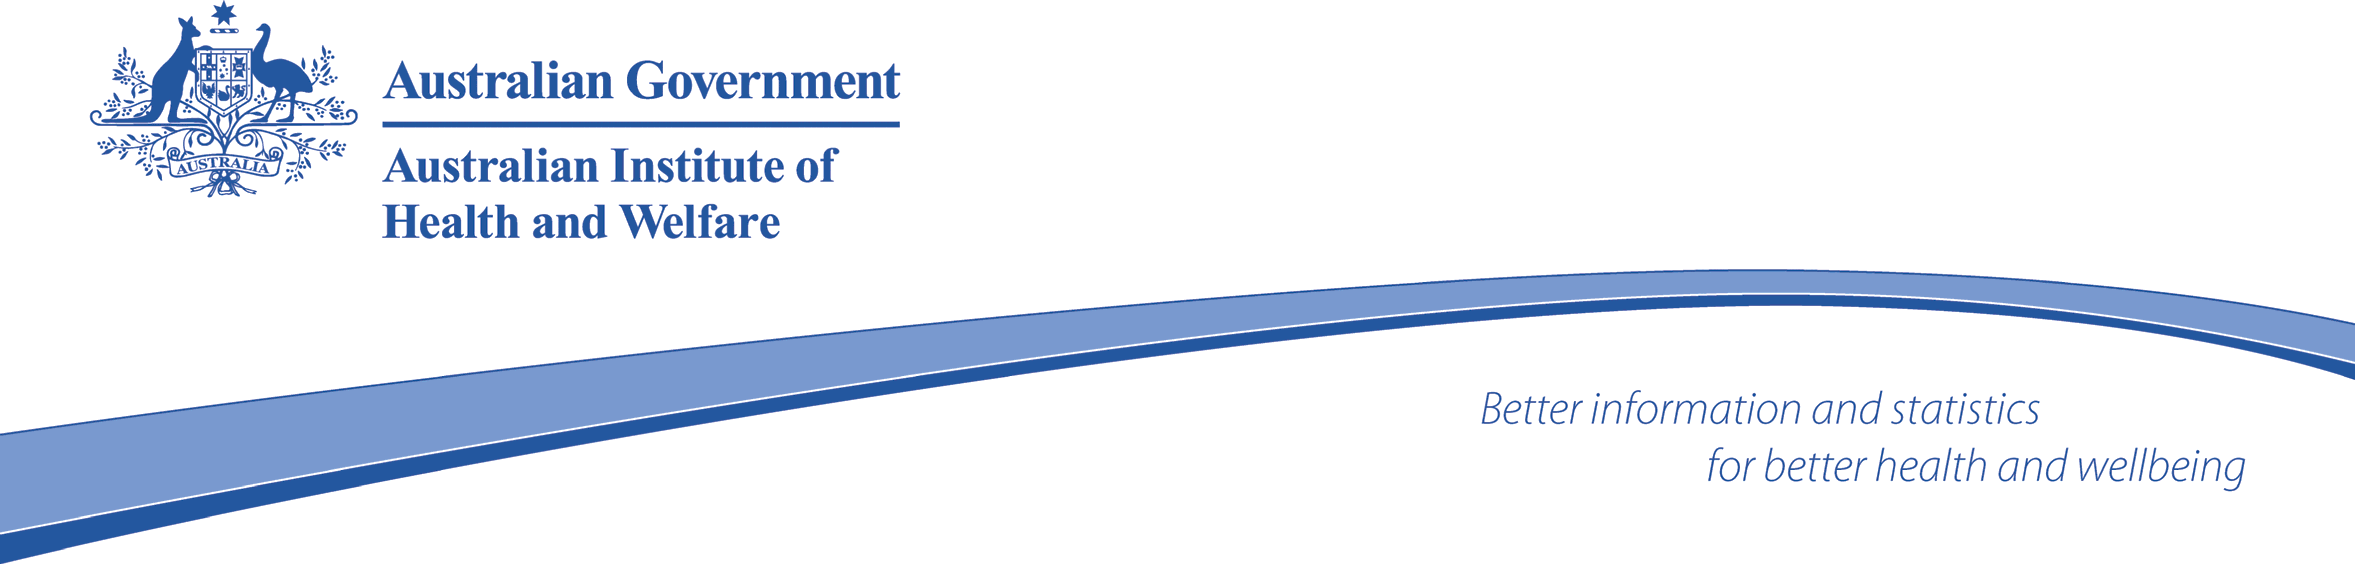 Australian Government
Australian Institute of
Health and Welfare
AUSTRALIA
Better information and statistics
for better health and wellbeing